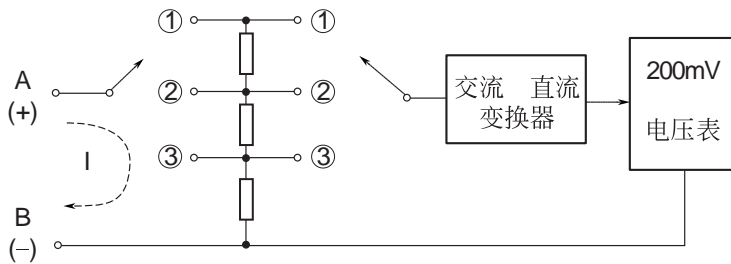 ① ①
A
(+)
② ②
③ ③
I
B
(−)
交流 直流
变换器
200mV
电压表